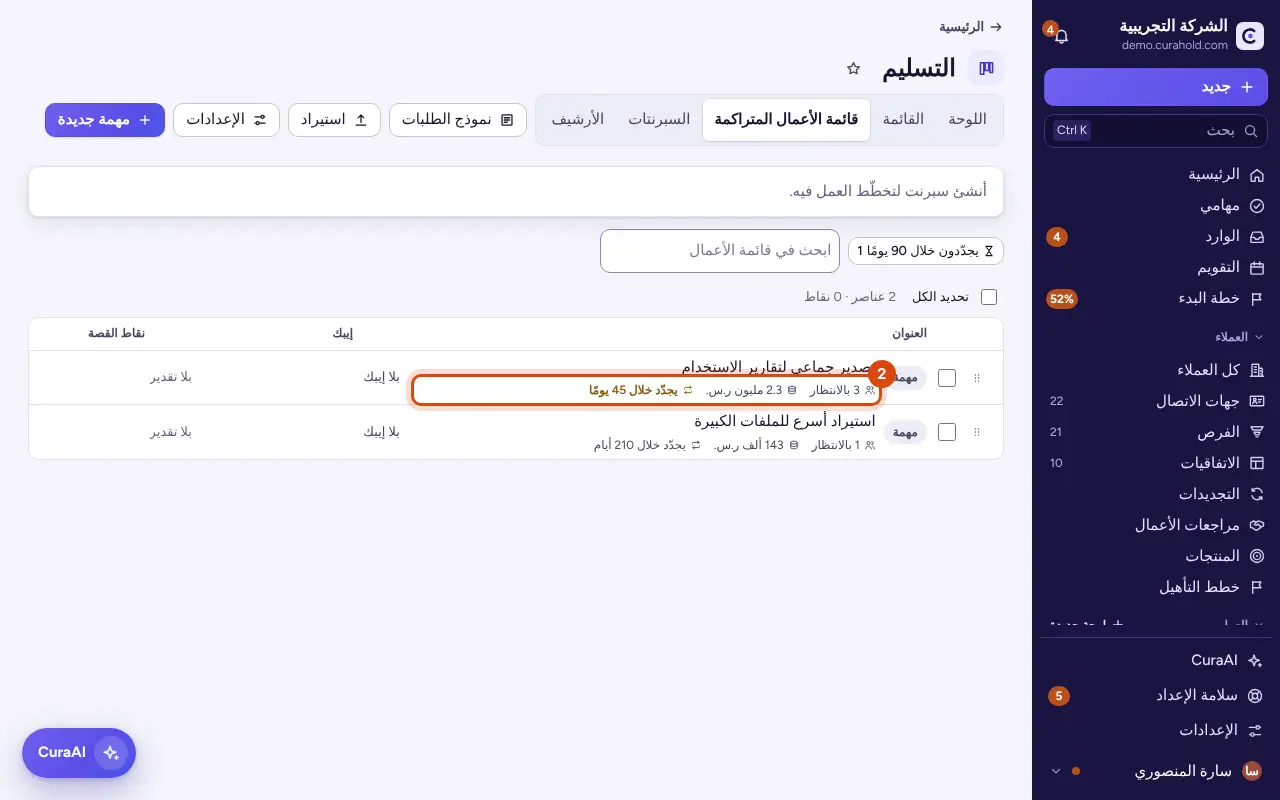 الشركة التجريبية
demo.curahold.com
4
جديد
بحث
Ctrl K
الرئيسية
مهامي
الوارد
4
التقويم
خطة البدء
52%
العملاء
كل العملاء
جهات الاتصال
22
الفرص
21
الاتفاقيات
10
التجديدات
مراجعات الأعمال
المنتجات
خطط التأهيل
CuraAI
سلامة الإعداد
5
الإعدادات
سا
سارة المنصوري
الرئيسية
التسليم
اللوحة
القائمة
قائمة الأعمال المتراكمة
السبرنتات
الأرشيف
نموذج الطلبات
استيراد
الإعدادات
مهمة جديدة
أنشئ سبرنت لتخطّط العمل فيه.
يجدّدون خلال 90 يومًا 1
ابحث في قائمة الأعمال
تحديد الكل
2 عناصر · 0 نقاط
العنوان
إيبك
نقاط القصة
مهمة
تصدير جماعي لتقارير الاستخدام
2
3 بالانتظار
2.3 مليون ر.س.
يجدّد خلال 45 يومًا
بلا إيبك
بلا تقدير
مهمة
استيراد أسرع للملفات الكبيرة
1 بالانتظار
143 ألف ر.س.
يجدّد خلال 210 أيام
بلا إيبك
بلا تقدير
CuraAI